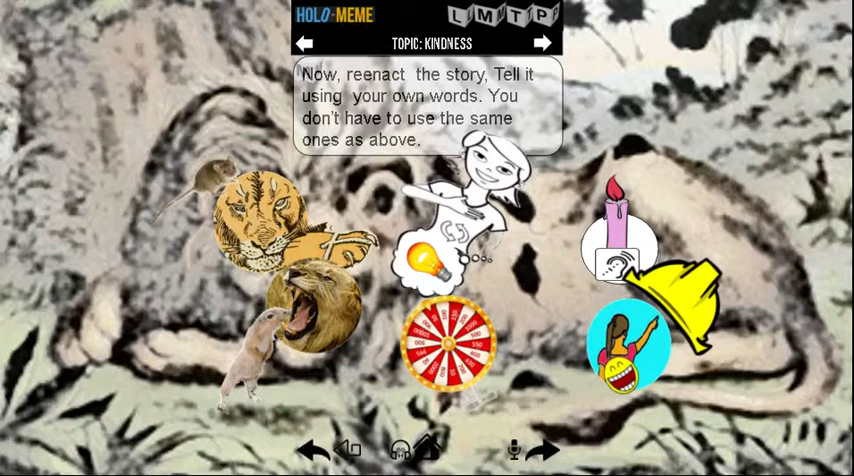 HOLO-MEME
LMNTPS
TOPIC: KINDNESS
Now, reenact the story, Tell it
using your own words. You
don't have to use the same
ones as above.